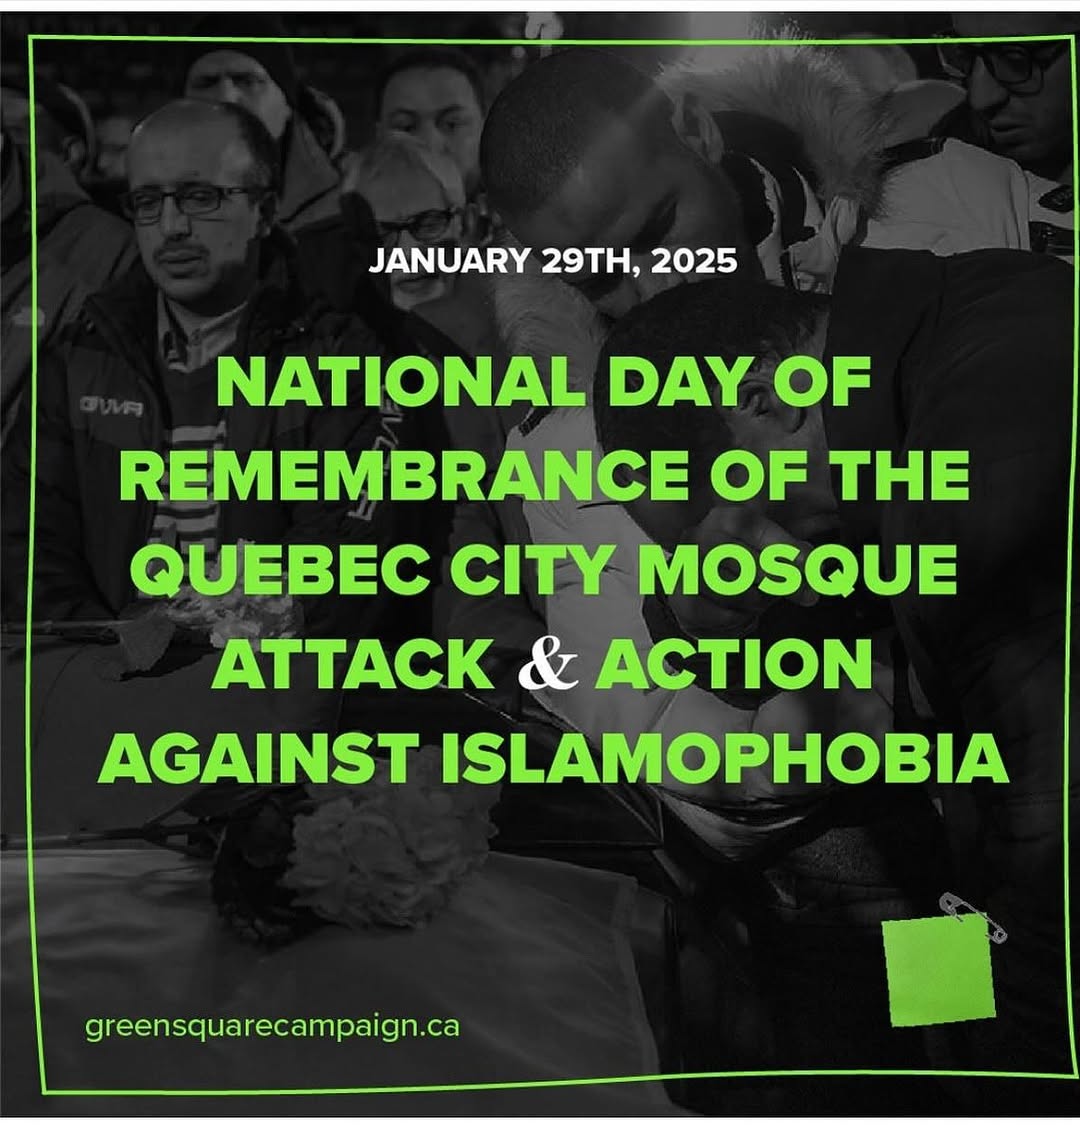 JANUARY 29TH, 2025
NATIONAL DAY OF
REMEMBRANCE OF THE
QUEBEC CITY MOSQUE
ATTACK & ACTION
AGAINST ISLAMOPHOBIA
greensquarecampaign.ca